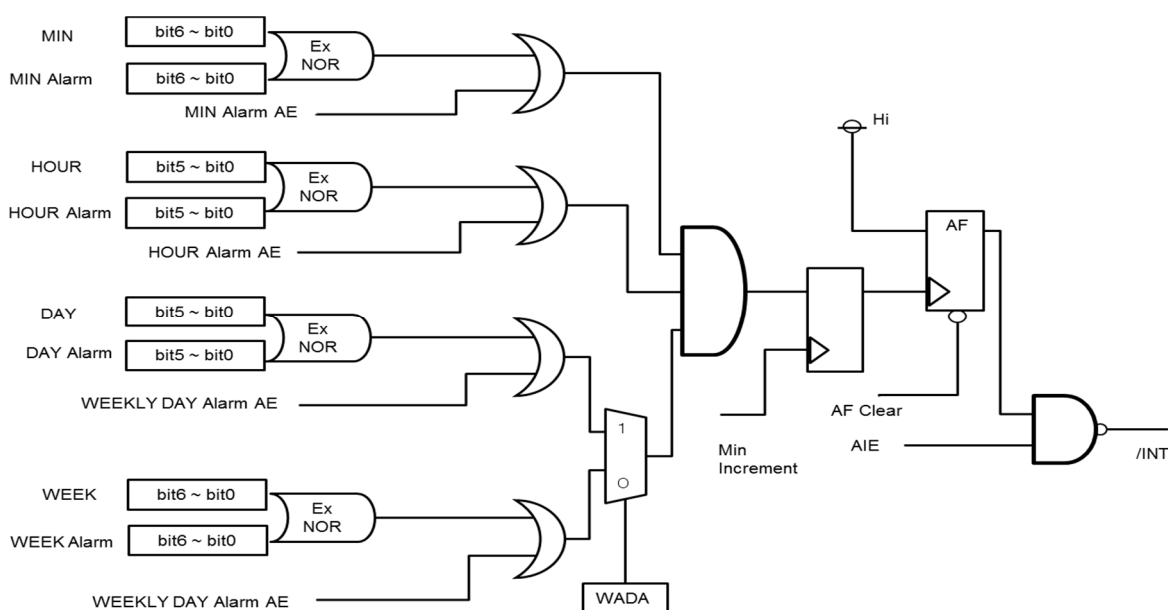 MIN
bit6 ~ bit0
Ex
NOR
MIN Alarm
bit6 ~ bit0
MIN Alarm AE
Hi
HOUR
bit5 ~ bit0
Ex
NOR
HOUR Alarm
bit5 ~ bit0
HOUR Alarm AE
AF
DAY
bit5 ~ bit0
Ex
NOR
DAY Alarm
bit5 ~ bit0
WEEKLY DAY Alarm AE
1
0
AF Clear
Min
Increment
AIE
/INT
WEEK
bit6 ~ bit0
Ex
NOR
WEEK Alarm
bit6 ~ bit0
WEEKLY DAY Alarm AE
WADA